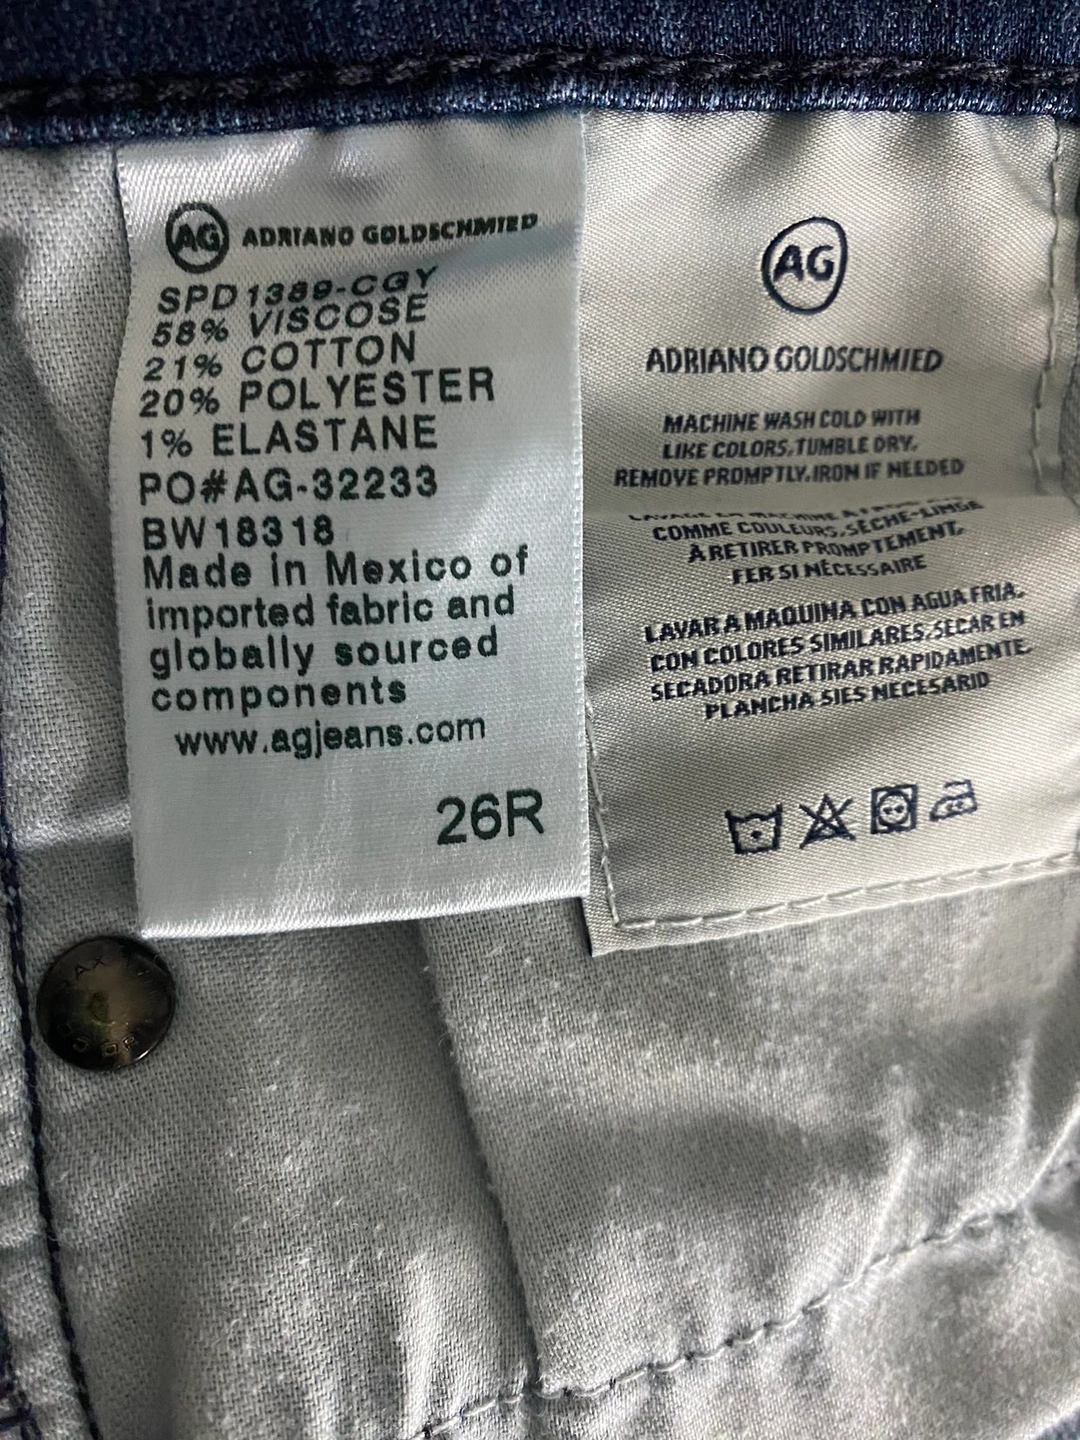 AG ADRIANO GOLDSCHMIED
SPD1389-CGY
58% VISCOSE
21% COTTON
20% POLYESTER
1% ELASTANE
PO#AG-32233
BW18318
Made in Mexico of
imported fabric and
globally sourced
components
www.agjeans.com
26R
AG
ADRIANO GOLDSCHMIED
MACHINE WASH COLD WITH
LIKE COLORS,TUMBLE DRY.
REMOVE PROMPTLY.IRON IF NEEDED
COMME COULEURS.SÈCHE-LINGE
À RETIRER PROMPTEMENT.
FER SI NÉCESSAIRE
LAVAR A MAQUINA CON AGUA FRIA.
CON COLORES SIMILARES.SECAR EN
SECADORA RETIRAR RAPIDAMENTE.
PLANCHA SIES NECESARID